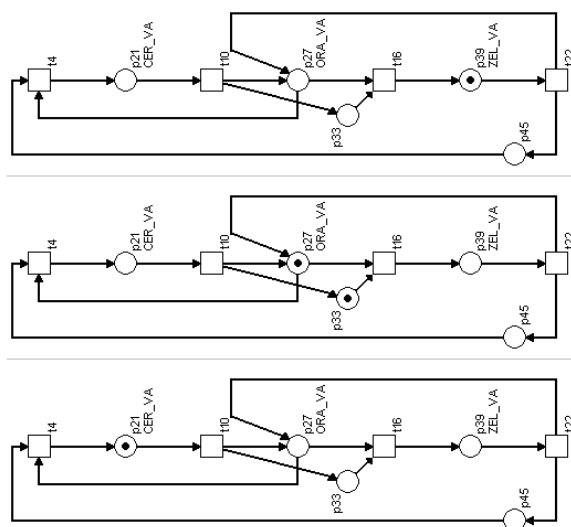 t4
p21
CER_VA
t10
p27
ORA_VA
p33
t16
p39
ZEL_VA
t22
p45
t4
p21
CER_VA
t10
p27
ORA_VA
p33
t16
p39
ZEL_VA
t22
p45
t4
p21
CER_VA
t10
p27
ORA_VA
p33
t16
p39
ZEL_VA
t22
p45